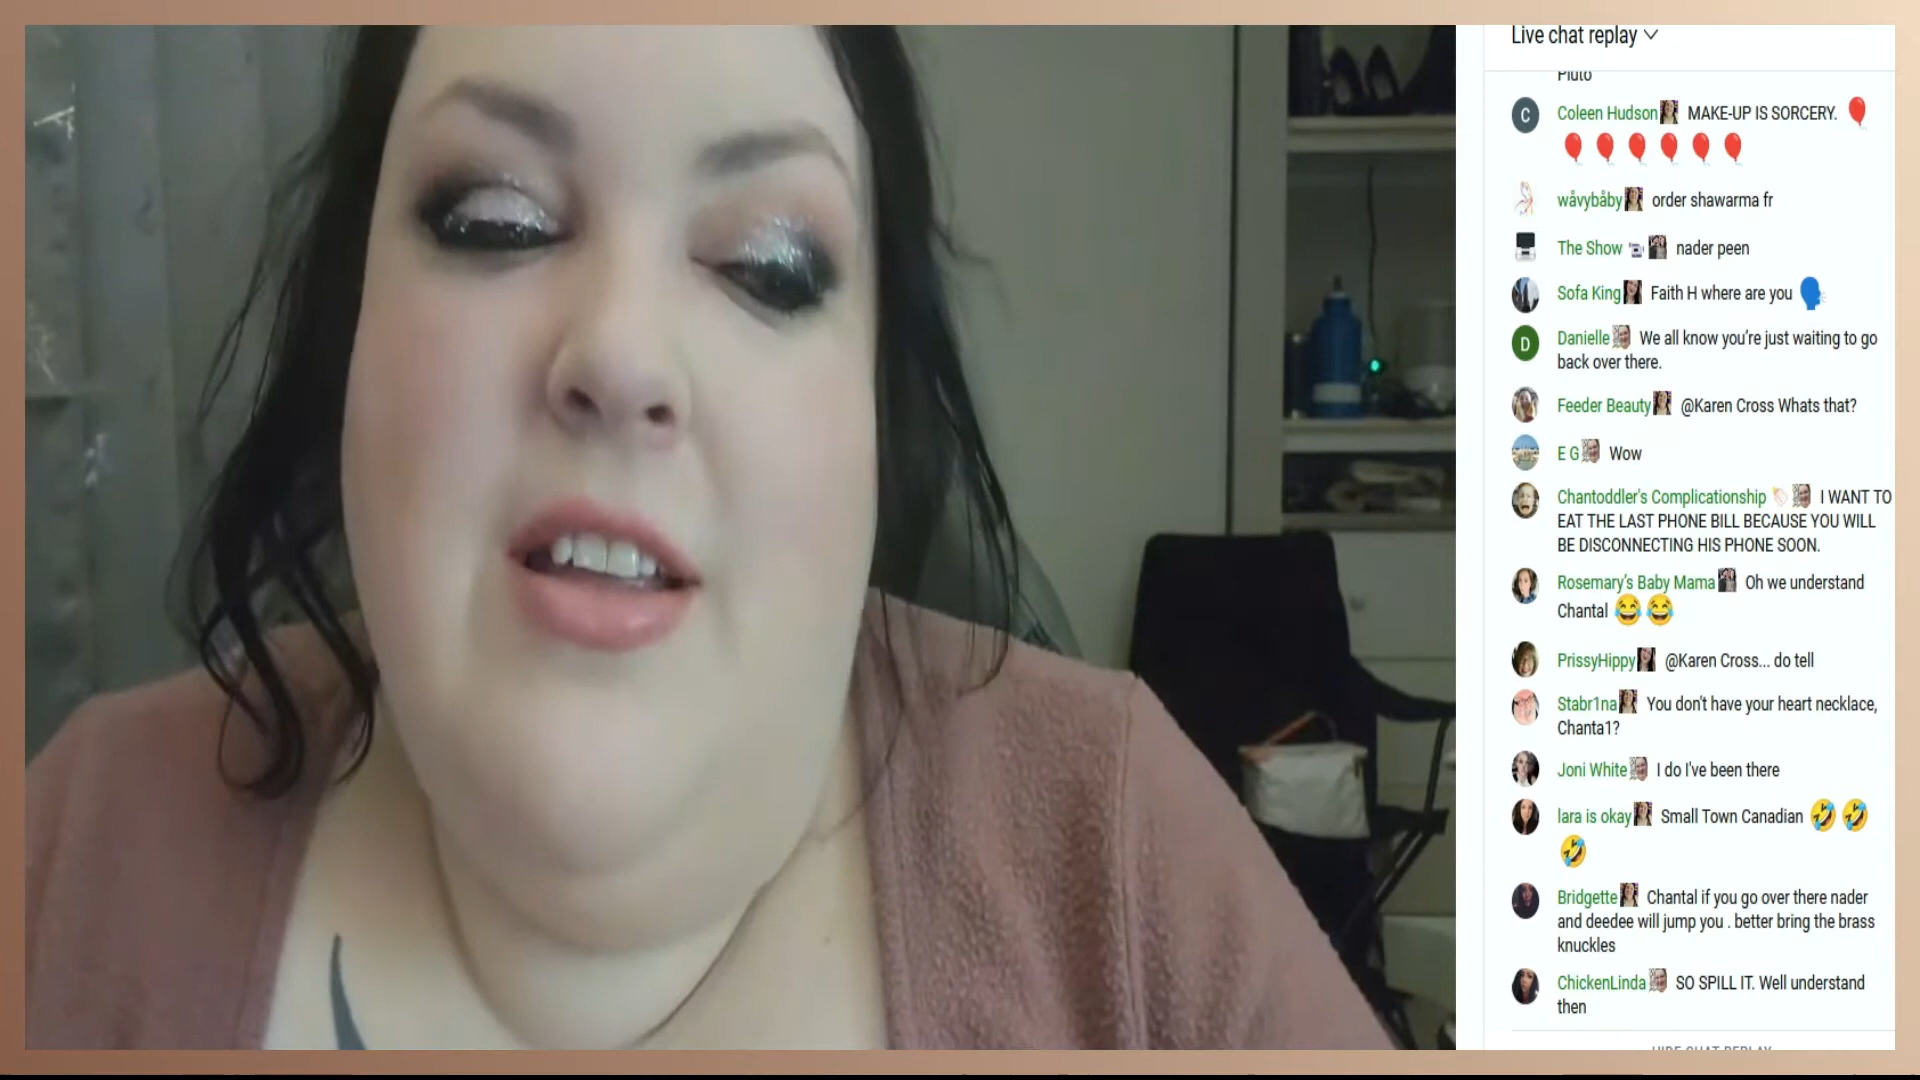 Live chat replay
Pluto
C Coleen Hudson MAKE-UP IS SORCERY.
wåvybåby order shawarma fr
The Show nader peen
Sofa King Faith H where are you
D Danielle We all know you're just waiting to go
back over there.
Feeder Beauty @Karen Cross Whats that?
E G Wow
Chantoddler's Complicationship I WANT TO
EAT THE LAST PHONE BILL BECAUSE YOU WILL
BE DISCONNECTING HIS PHONE SOON.
Rosemary's Baby Mama Oh we understand
Chantal 😂😂
PrissyHippy @Karen Cross... do tell
Stabr1na You don't have your heart necklace,
Chanta1?
Joni White I do I've been there
lara is okay Small Town Canadian 🤣🤣
🤣
Bridgette Chantal if you go over there nader
and deedee will jump you . better bring the brass
knuckles
ChickenLinda SO SPILL IT. Well understand
then
HIDE CHAT REPLAY